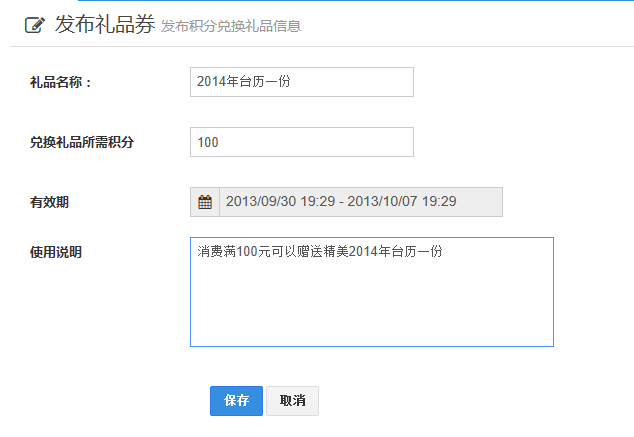 发布礼品券 发布积分兑换礼品信息
礼品名称：
2014年台历一份
兑换礼品所需积分
100
有效期
2013/09/30 19:29 - 2013/10/07 19:29
使用说明
消费满100元可以赠送精美2014年台历一份
保存 取消